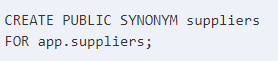 CREATE PUBLIC SYNONYM suppliers
FOR app.suppliers;